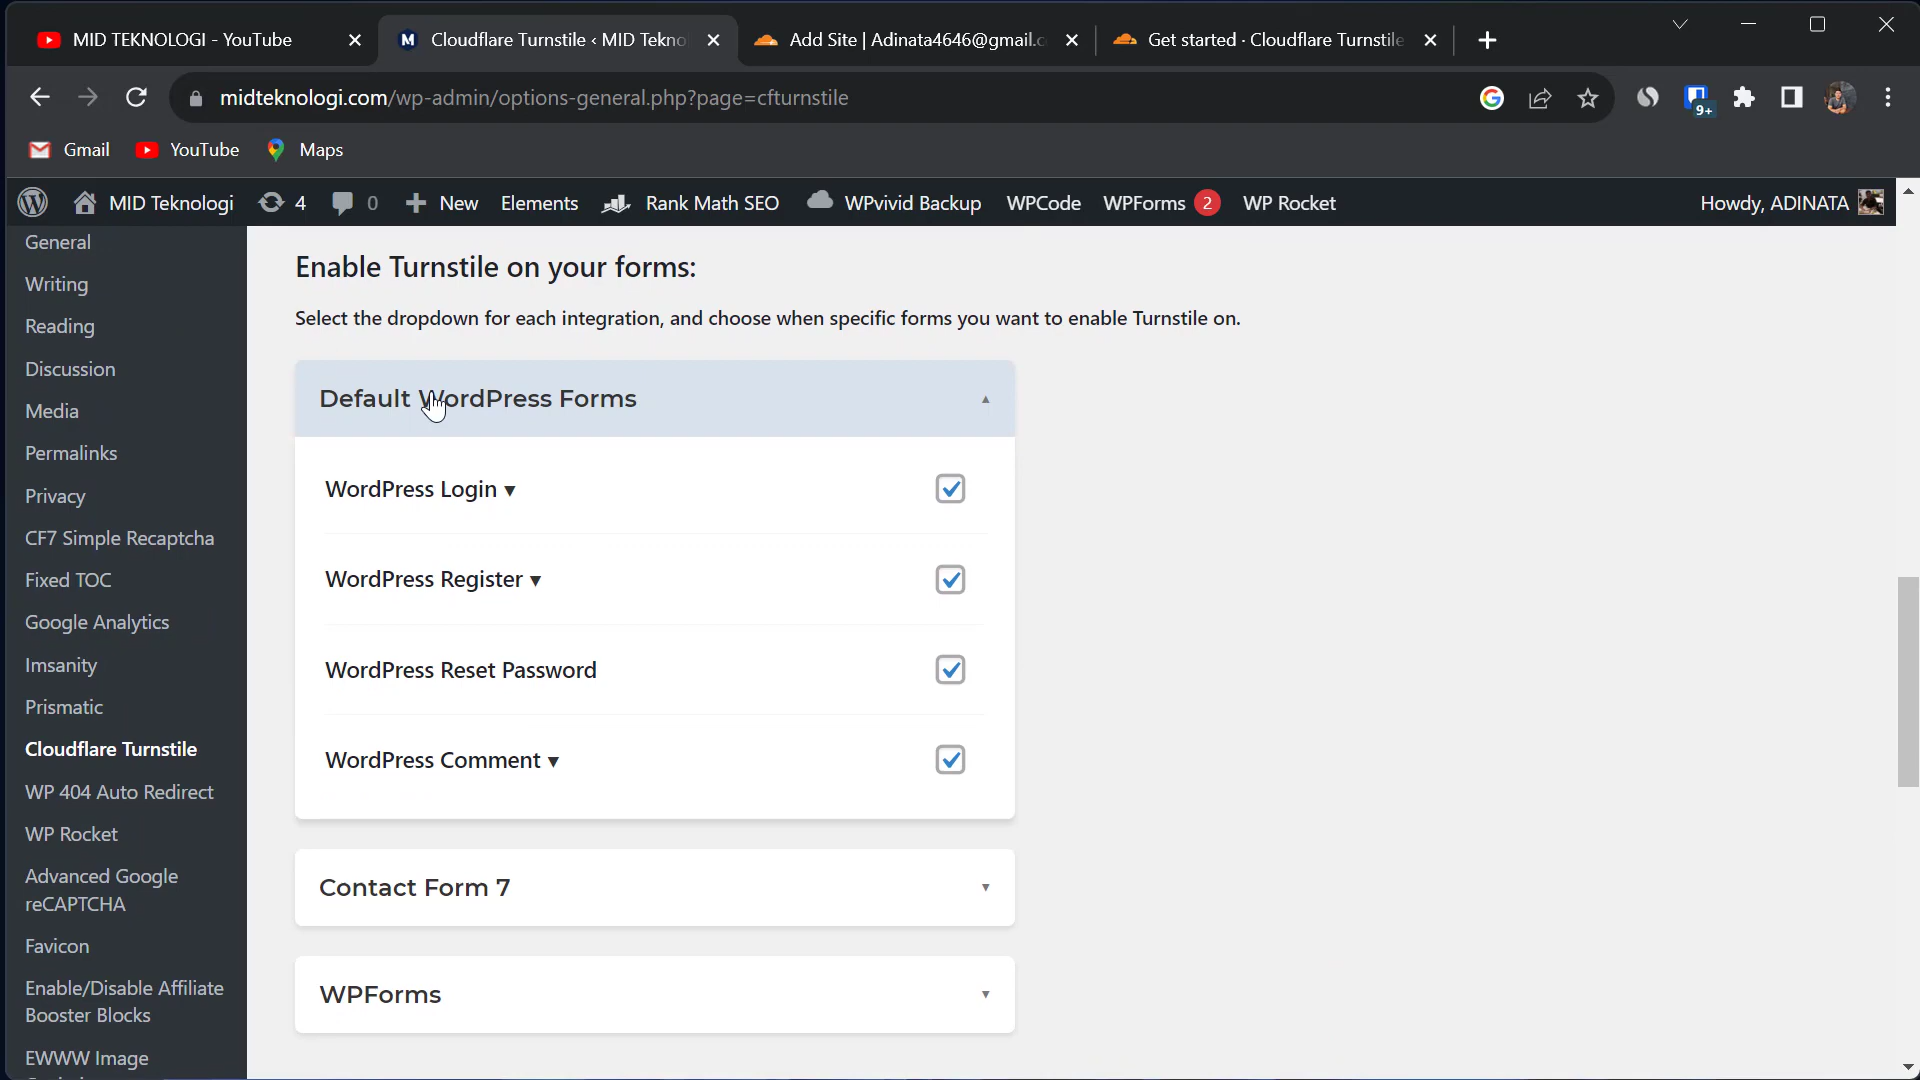 MID TEKNOLOGI - YouTube
Cloudflare Turnstile ‹ MID Tekno
Add Site | Adinata4646@gmail.c
Get started · Cloudflare Turnstile
midteknologi.com/wp-admin/options-general.php?page=cfturnstile
9+
Gmail
YouTube
Maps
MID Teknologi
4
0
New
Elements
Rank Math SEO
WPvivid Backup
WPCode
WPForms 2
WP Rocket
Howdy, ADINATA
General
Writing
Reading
Discussion
Media
Permalinks
Privacy
CF7 Simple Recaptcha
Fixed TOC
Google Analytics
Imsanity
Prismatic
Cloudflare Turnstile
WP 404 Auto Redirect
WP Rocket
Advanced Google
reCAPTCHA
Favicon
Enable/Disable Affiliate
Booster Blocks
EWWW Image
Enable Turnstile on your forms:
Select the dropdown for each integration, and choose when specific forms you want to enable Turnstile on.
Default WordPress Forms
WordPress Login
WordPress Register
WordPress Reset Password
WordPress Comment
Contact Form 7
WPForms